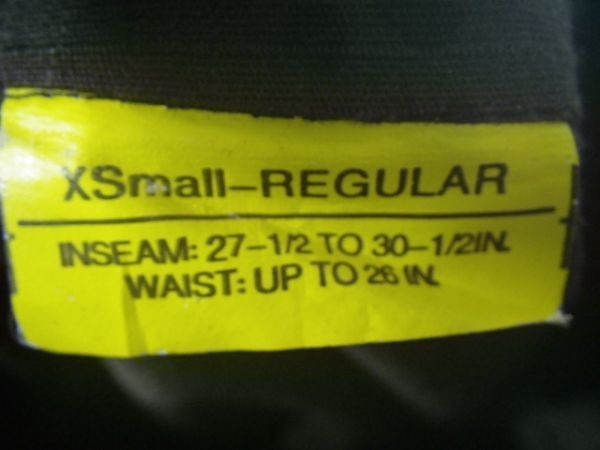 XSmall-REGULAR
INSEAM: 27-1/2 TO 30-1/2IN.
WAIST: UP TO 26 IN.